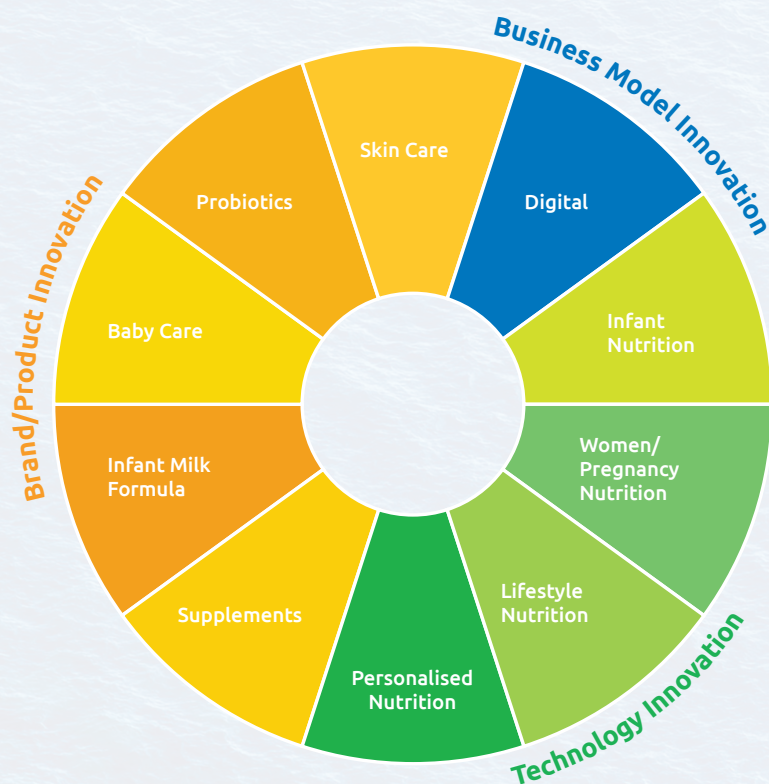 Business Model Innovation
Skin Care
Probiotics
Digital
Brand/Product Innovation
Baby Care
Infant
Nutrition
Infant Milk
Formula
Women/
Pregnancy
Nutrition
Supplements
Lifestyle
Nutrition
Personalised
Nutrition
Technology Innovation